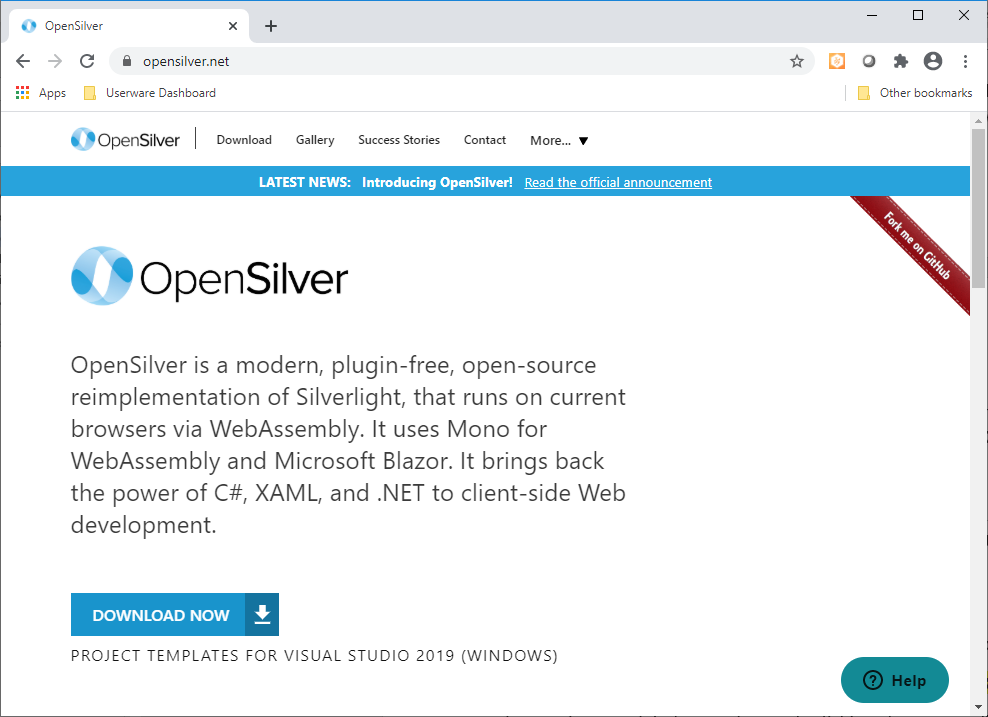 OpenSilver
opensilver.net
Apps Userware Dashboard Other bookmarks
OpenSilver Download Gallery Success Stories Contact More...
LATEST NEWS: Introducing OpenSilver! Read the official announcement
Fork me on GitHub
OpenSilver
OpenSilver is a modern, plugin-free, open-source
reimplementation of Silverlight, that runs on current
browsers via WebAssembly. It uses Mono for
WebAssembly and Microsoft Blazor. It brings back
the power of C#, XAML, and .NET to client-side Web
development.
DOWNLOAD NOW
PROJECT TEMPLATES FOR VISUAL STUDIO 2019 (WINDOWS)
Help